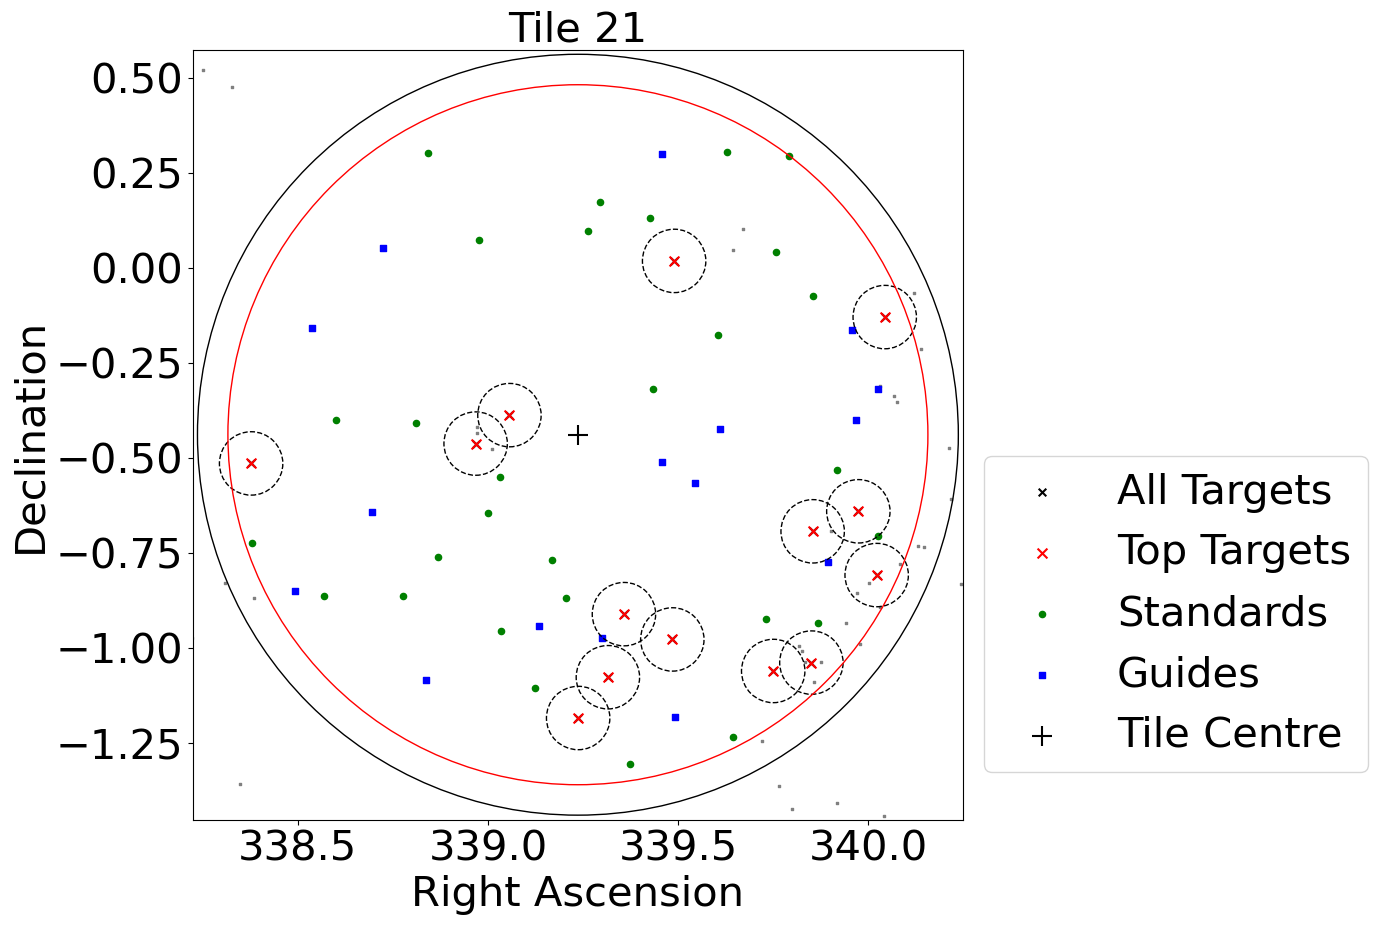 Tile 21
0.50
0.25
0.00
−0.25
−0.50
−0.75
−1.00
−1.25
Declination
338.5 339.0 339.5 340.0
Right Ascension
All Targets
Top Targets
Standards
Guides
Tile Centre